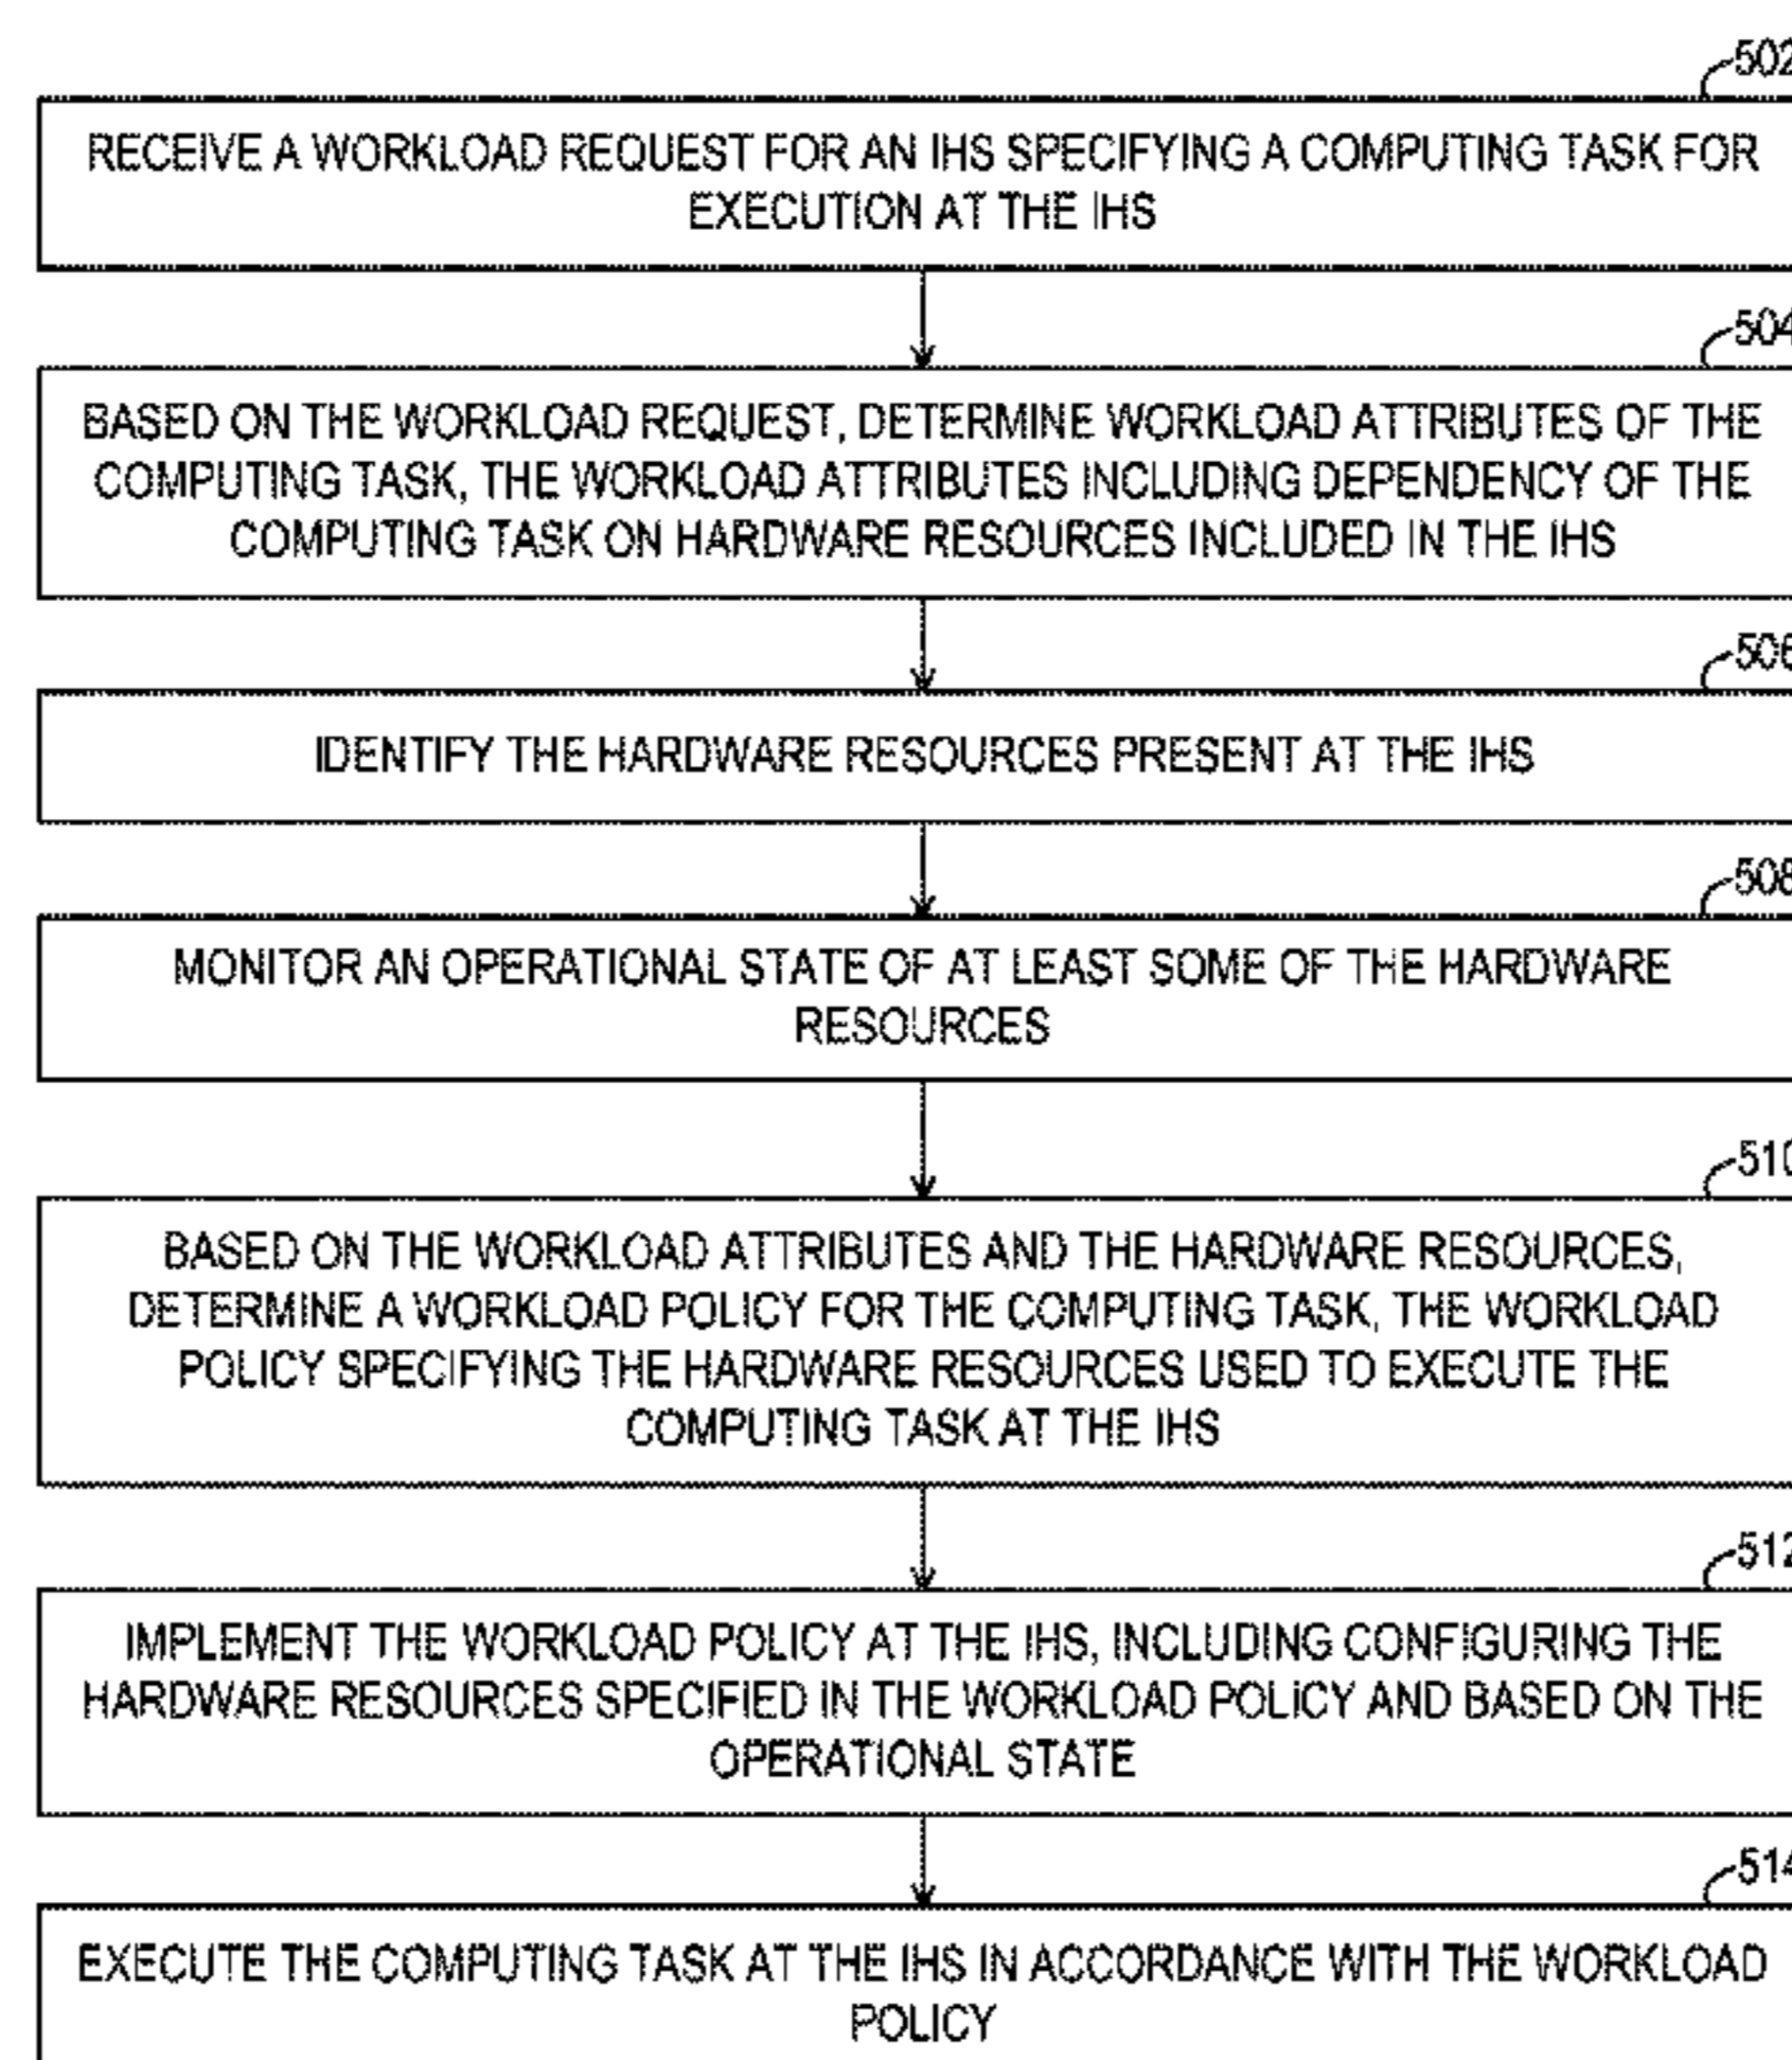 502
RECEIVE A WORKLOAD REQUEST FOR AN IHS SPECIFYING A COMPUTING TASK FOR
EXECUTION AT THE IHS
504
BASED ON THE WORKLOAD REQUEST, DETERMINE WORKLOAD ATTRIBUTES OF THE
COMPUTING TASK, THE WORKLOAD ATTRIBUTES INCLUDING DEPENDENCY OF THE
COMPUTING TASK ON HARDWARE RESOURCES INCLUDED IN THE IHS
506
IDENTIFY THE HARDWARE RESOURCES PRESENT AT THE IHS
508
MONITOR AN OPERATIONAL STATE OF AT LEAST SOME OF THE HARDWARE
RESOURCES
510
BASED ON THE WORKLOAD ATTRIBUTES AND THE HARDWARE RESOURCES,
DETERMINE A WORKLOAD POLICY FOR THE COMPUTING TASK, THE WORKLOAD
POLICY SPECIFYING THE HARDWARE RESOURCES USED TO EXECUTE THE
COMPUTING TASK AT THE IHS
512
IMPLEMENT THE WORKLOAD POLICY AT THE IHS, INCLUDING CONFIGURING THE
HARDWARE RESOURCES SPECIFIED IN THE WORKLOAD POLICY AND BASED ON THE
OPERATIONAL STATE
514
EXECUTE THE COMPUTING TASK AT THE IHS IN ACCORDANCE WITH THE WORKLOAD
POLICY